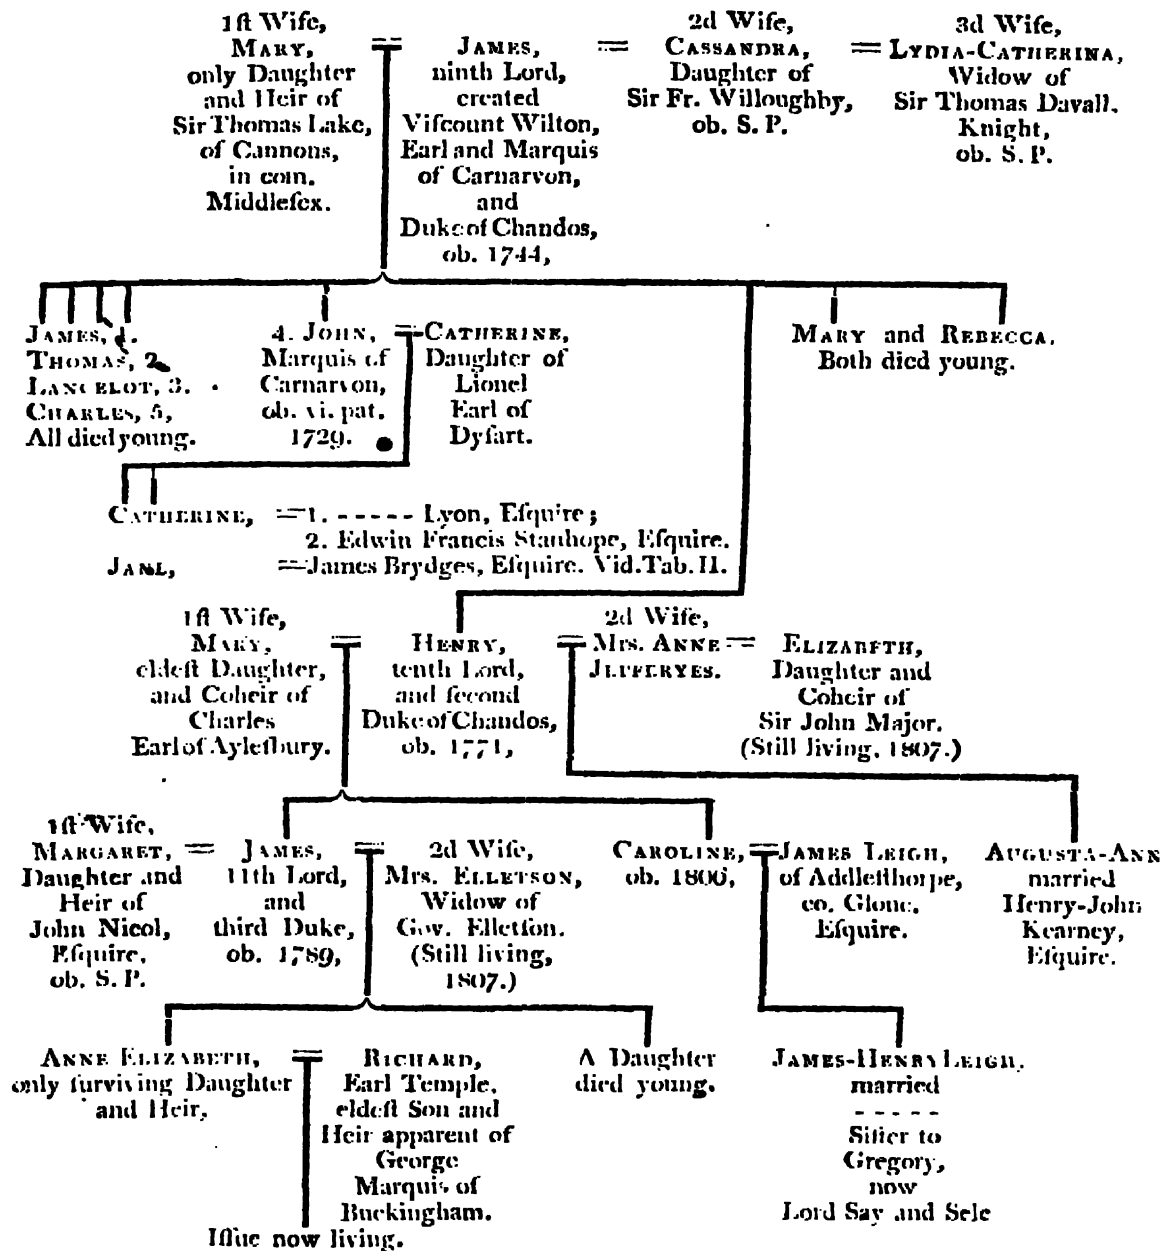 1ſt Wife,
MARY,
only Daughter
and Heir of
Sir Thomas Lake,
of Cannons,
in com.
Middleſex.
=
JAMES,
ninth Lord,
created
Viſcount Wilton,
Earl and Marquis
of Carnarvon,
and
Duke of Chandos,
ob. 1744,
=
2d Wife,
CASSANDRA,
Daughter of
Sir Fr. Willoughby,
ob. S. P.
=
3d Wife,
LYDIA-CATHERINA,
Widow of
Sir Thomas Davall.
Knight,
ob. S. P.
JAMES, 1.
THOMAS, 2.
LANCELOT, 3.
CHARLES, 5,
All died young.
4. JOHN,
Marquis of
Carnarvon,
ob. vi. pat.
1729.
=
CATHERINE,
Daughter of
Lionel
Earl of
Dyſart.
MARY and REBECCA.
Both died young.
CATHERINE, =1. - - - - - Lyon, Eſquire;
2. Edwin Francis Stanhope, Eſquire.
JANE, =James Brydges, Eſquire. Vid. Tab. II.
1ſt Wife,
MARY,
eldeſt Daughter,
and Coheir of
Charles
Earl of Ayleſbury.
=
HENRY,
tenth Lord,
and ſecond
Duke of Chandos,
ob. 1771,
=
2d Wife,
Mrs. ANNE
JEFFERYES.
=
ELIZABETH,
Daughter and
Coheir of
Sir John Major.
(Still living, 1807.)
1ſt Wife,
MARGARET,
Daughter and
Heir of
John Nicol,
Eſquire,
ob. S. P.
=
JAMES,
11th Lord,
and
third Duke,
ob. 1789,
=
2d Wife,
Mrs. ELLETSON,
Widow of
Gov. Elletſon.
(Still living,
1807.)
CAROLINE,
ob. 1806,
=
JAMES LEIGH,
of Addleſthorpe,
co. Glouc.
Eſquire.
AUGUSTA-ANN
married
Henry-John
Kearney,
Eſquire.
ANNE ELIZABETH,
only ſurviving Daughter
and Heir,
=
RICHARD,
Earl Temple,
eldeſt Son and
Heir apparent of
George
Marquis of
Buckingham.
Iſſue now living.
A Daughter
died young.
JAMES-HENRY LEIGH,
married
- - - - -
Siſter to
Gregory,
now
Lord Say and Sele